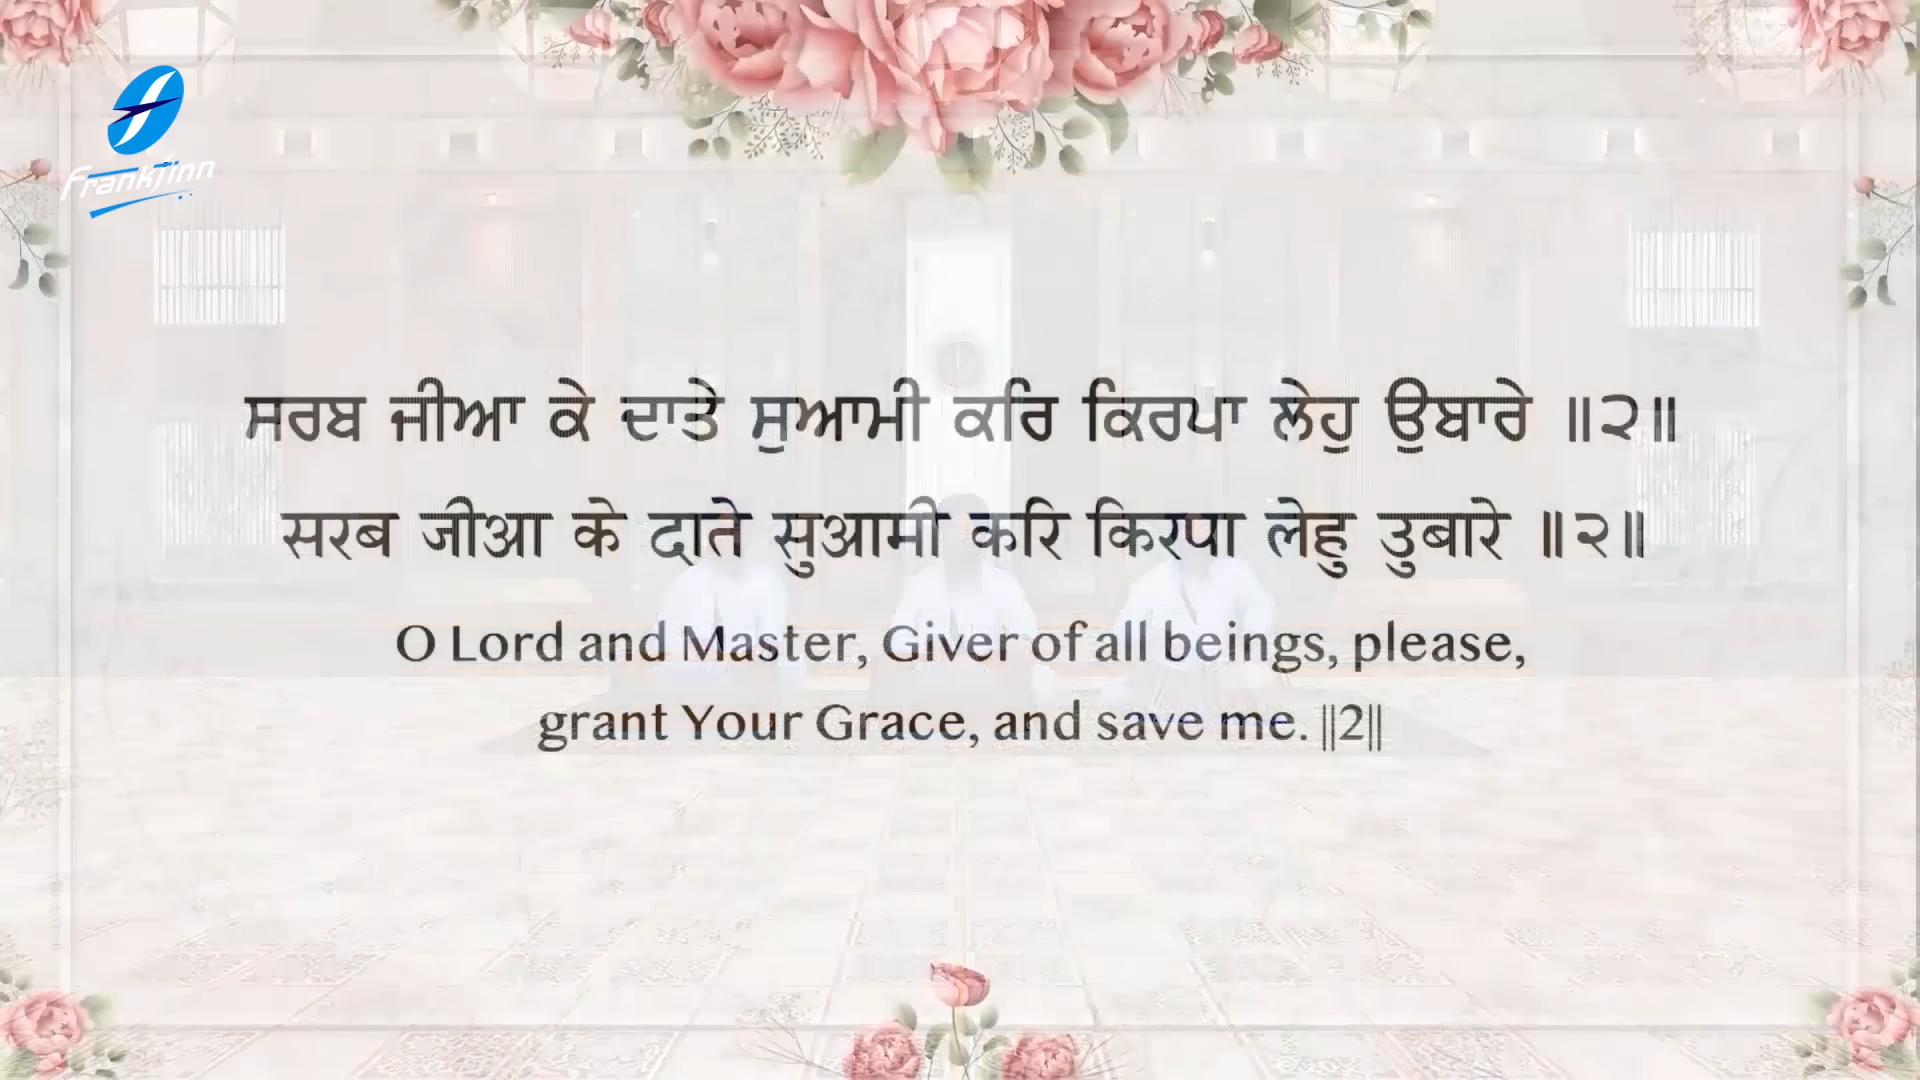 Frankfinn
ਸਰਬ ਜੀਆ ਕੇ ਦਾਤੇ ਸੁਆਮੀ ਕਰਿ ਕਿਰਪਾ ਲੇਹੁ ਉਬਾਰੇ ॥੨॥
सरब जीआ के दाते सुआमी करि किरपा लेहु तुबारे ॥२॥
O Lord and Master, Giver of all beings, please,
grant Your Grace, and save me. ||2||